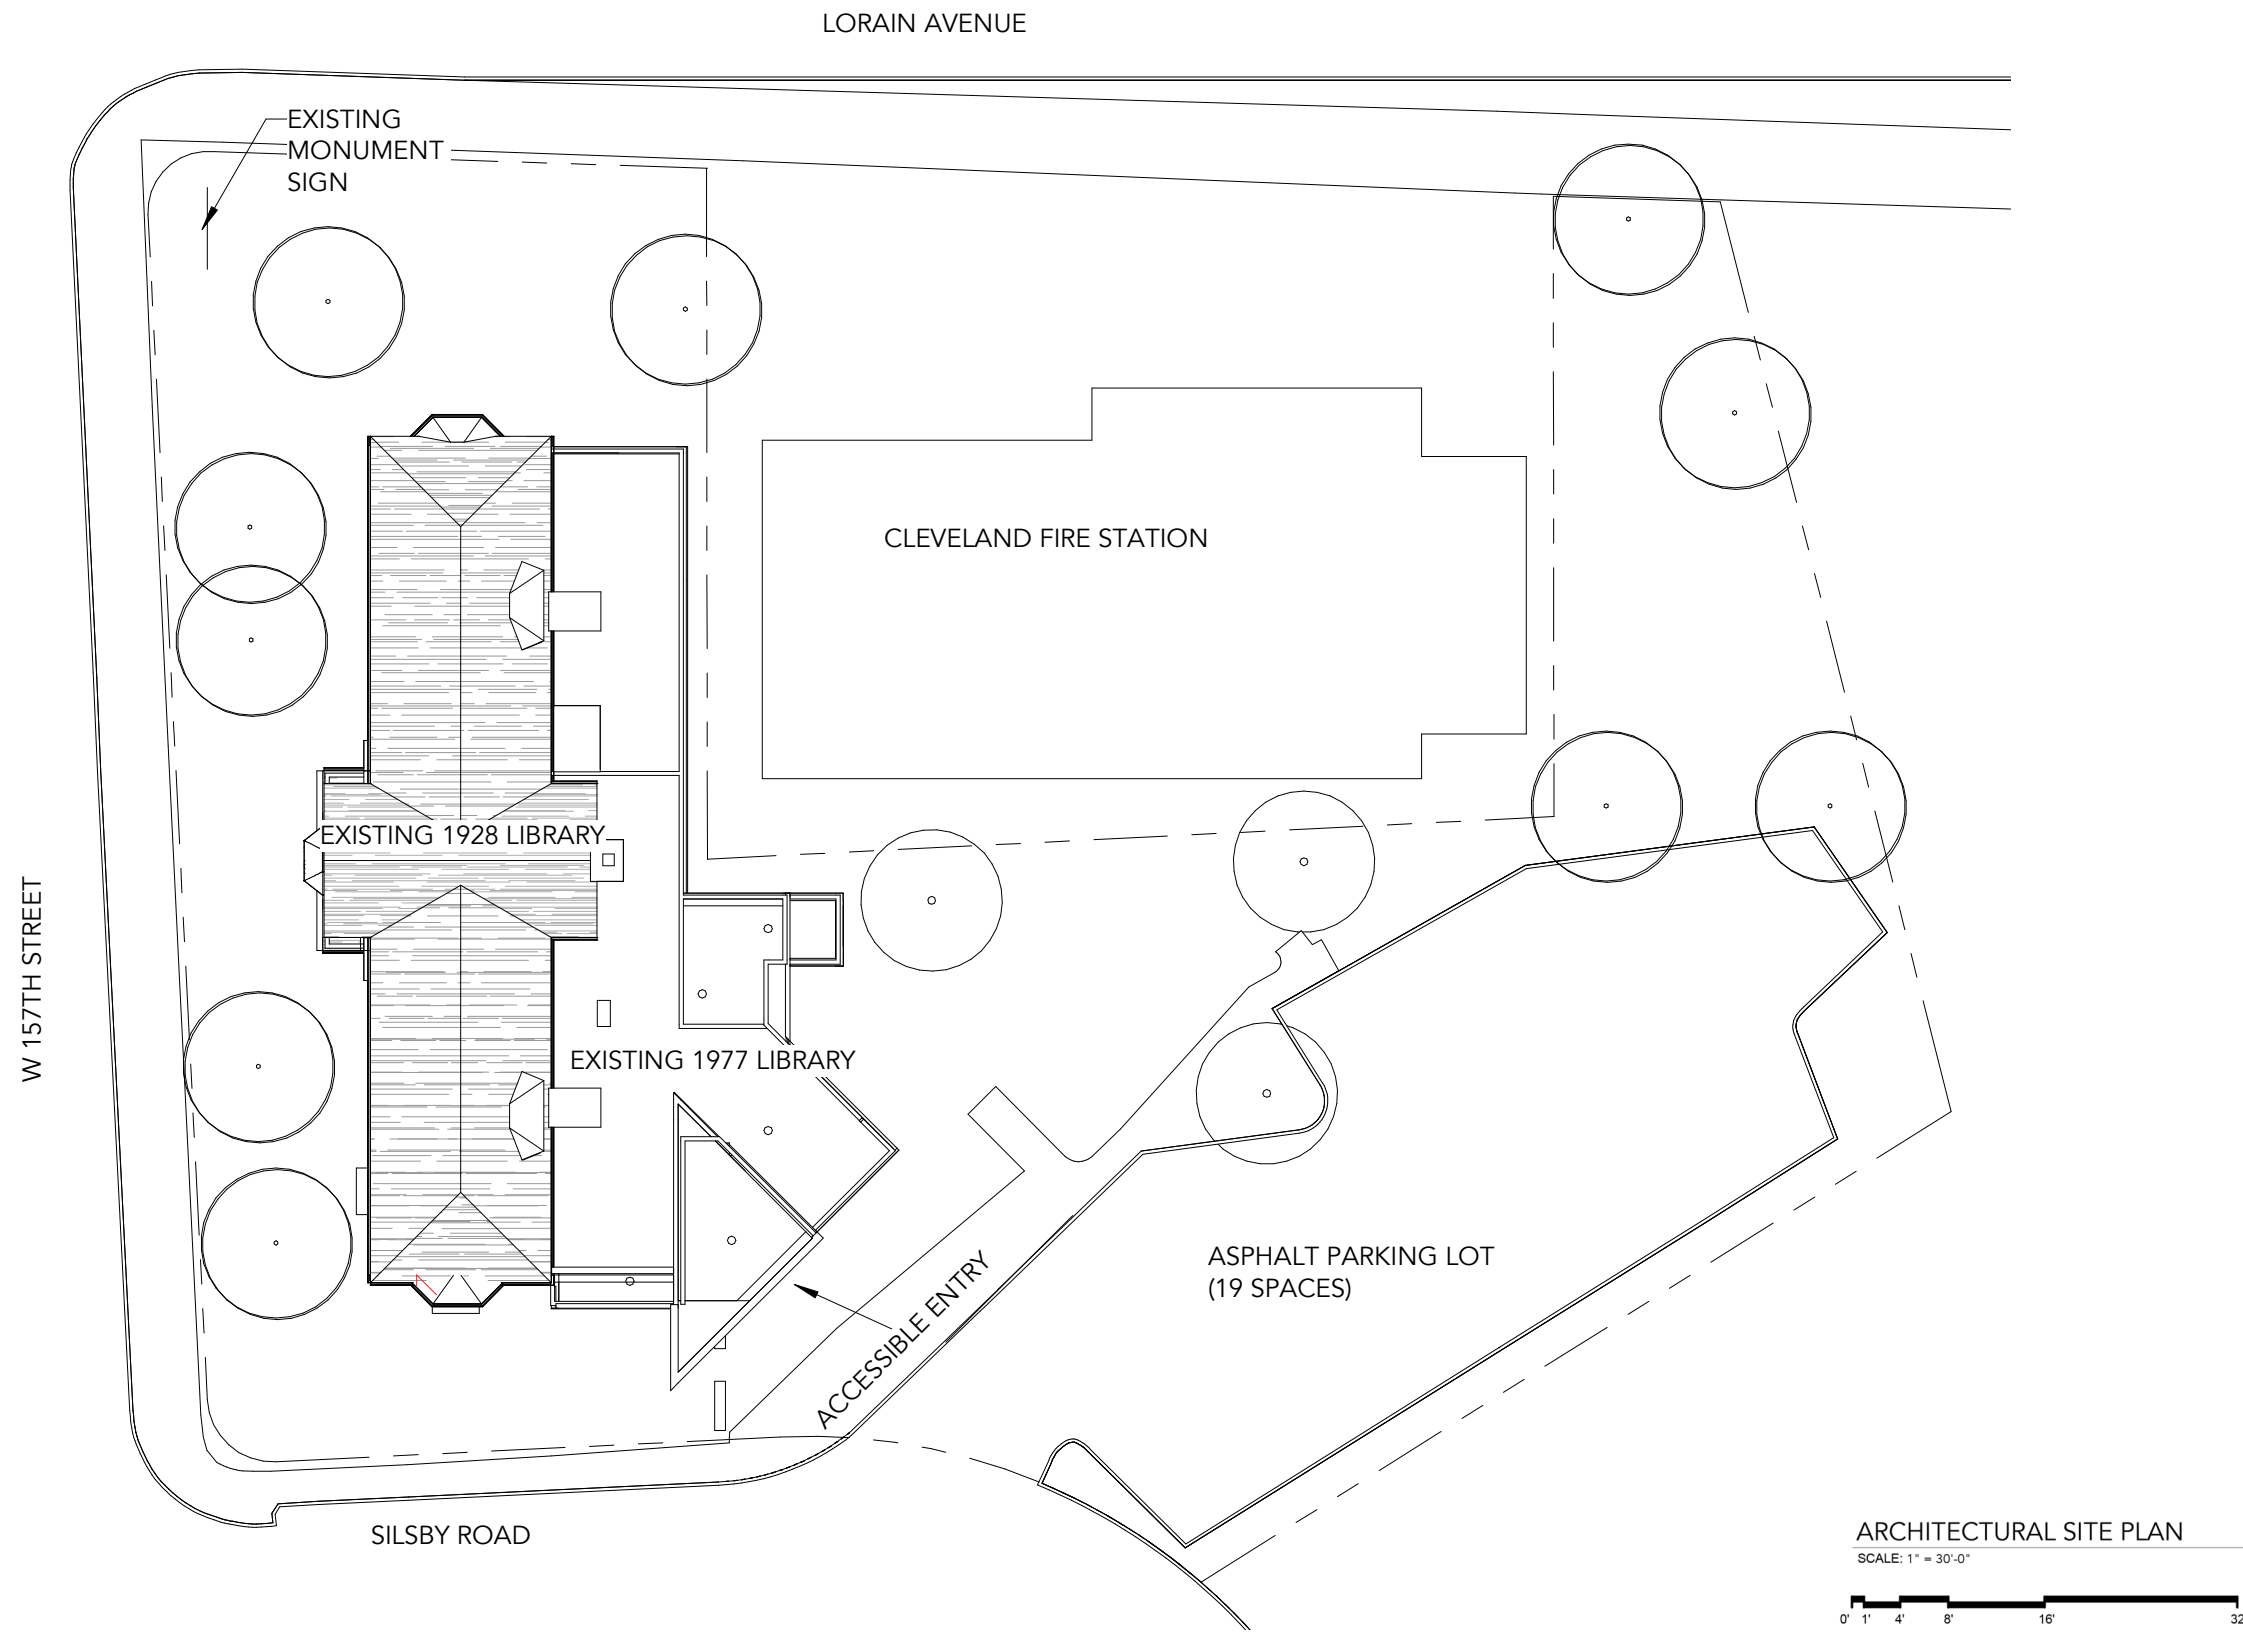 LORAIN AVENUE
EXISTING
MONUMENT
SIGN
CLEVELAND FIRE STATION
EXISTING 1928 LIBRARY
W 157TH STREET
EXISTING 1977 LIBRARY
ACCESSIBLE ENTRY
ASPHALT PARKING LOT
(19 SPACES)
SILSBY ROAD
ARCHITECTURAL SITE PLAN
SCALE: 1" = 30'-0"
0' 1' 4' 8' 16' 32